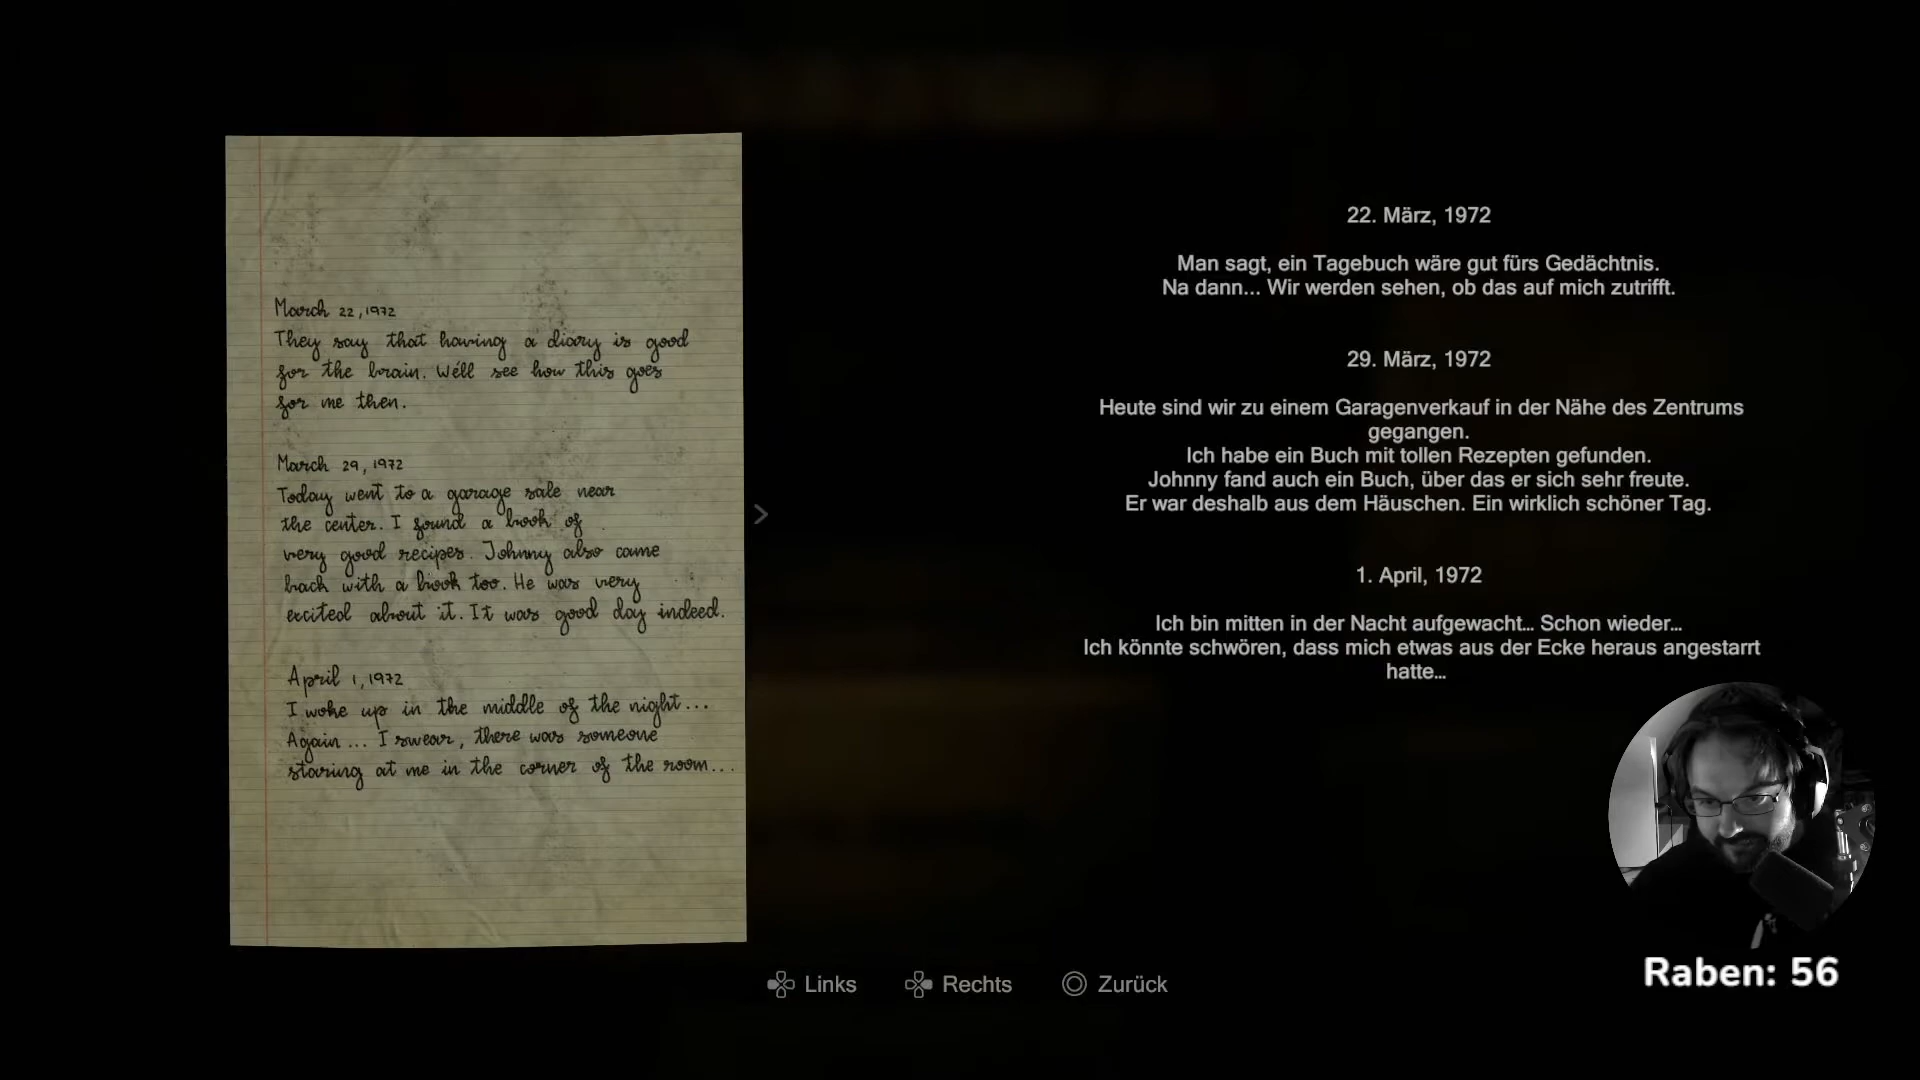 March 22, 1972
They say that having a diary is good
for the brain. We'll see how this goes
for me then.
March 29, 1972
Today went to a garage sale near
the center. I found a book of
very good recipes. Johnny also came
back with a book too. He was very
excited about it. It was good day indeed.
April 1, 1972
I woke up in the middle of the night...
Again... I swear, there was someone
staring at me in the corner of the room...
22. März, 1972
Man sagt, ein Tagebuch wäre gut fürs Gedächtnis.
Na dann... Wir werden sehen, ob das auf mich zutrifft.
29. März, 1972
Heute sind wir zu einem Garagenverkauf in der Nähe des Zentrums
gegangen.
Ich habe ein Buch mit tollen Rezepten gefunden.
Johnny fand auch ein Buch, über das er sich sehr freute.
Er war deshalb aus dem Häuschen. Ein wirklich schöner Tag.
1. April, 1972
Ich bin mitten in der Nacht aufgewacht... Schon wieder...
Ich könnte schwören, dass mich etwas aus der Ecke heraus angestarrt
hatte...
Links
Rechts
Zurück
Raben: 56